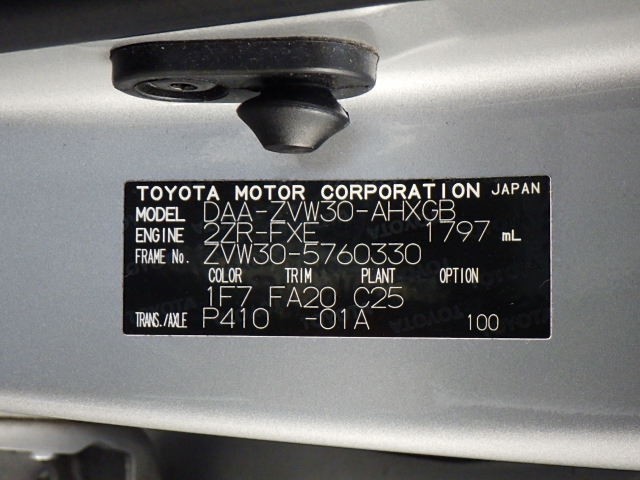 TOYOTA MOTOR CORPORATION JAPAN
MODEL DAA-ZVW30-AHXGB
ENGINE 2ZR-FXE 1797 mL
FRAME No. ZVW30-5760330
COLOR TRIM PLANT OPTION
1F7 FA20 C25
TRANS./AXLE P410 -01A 100